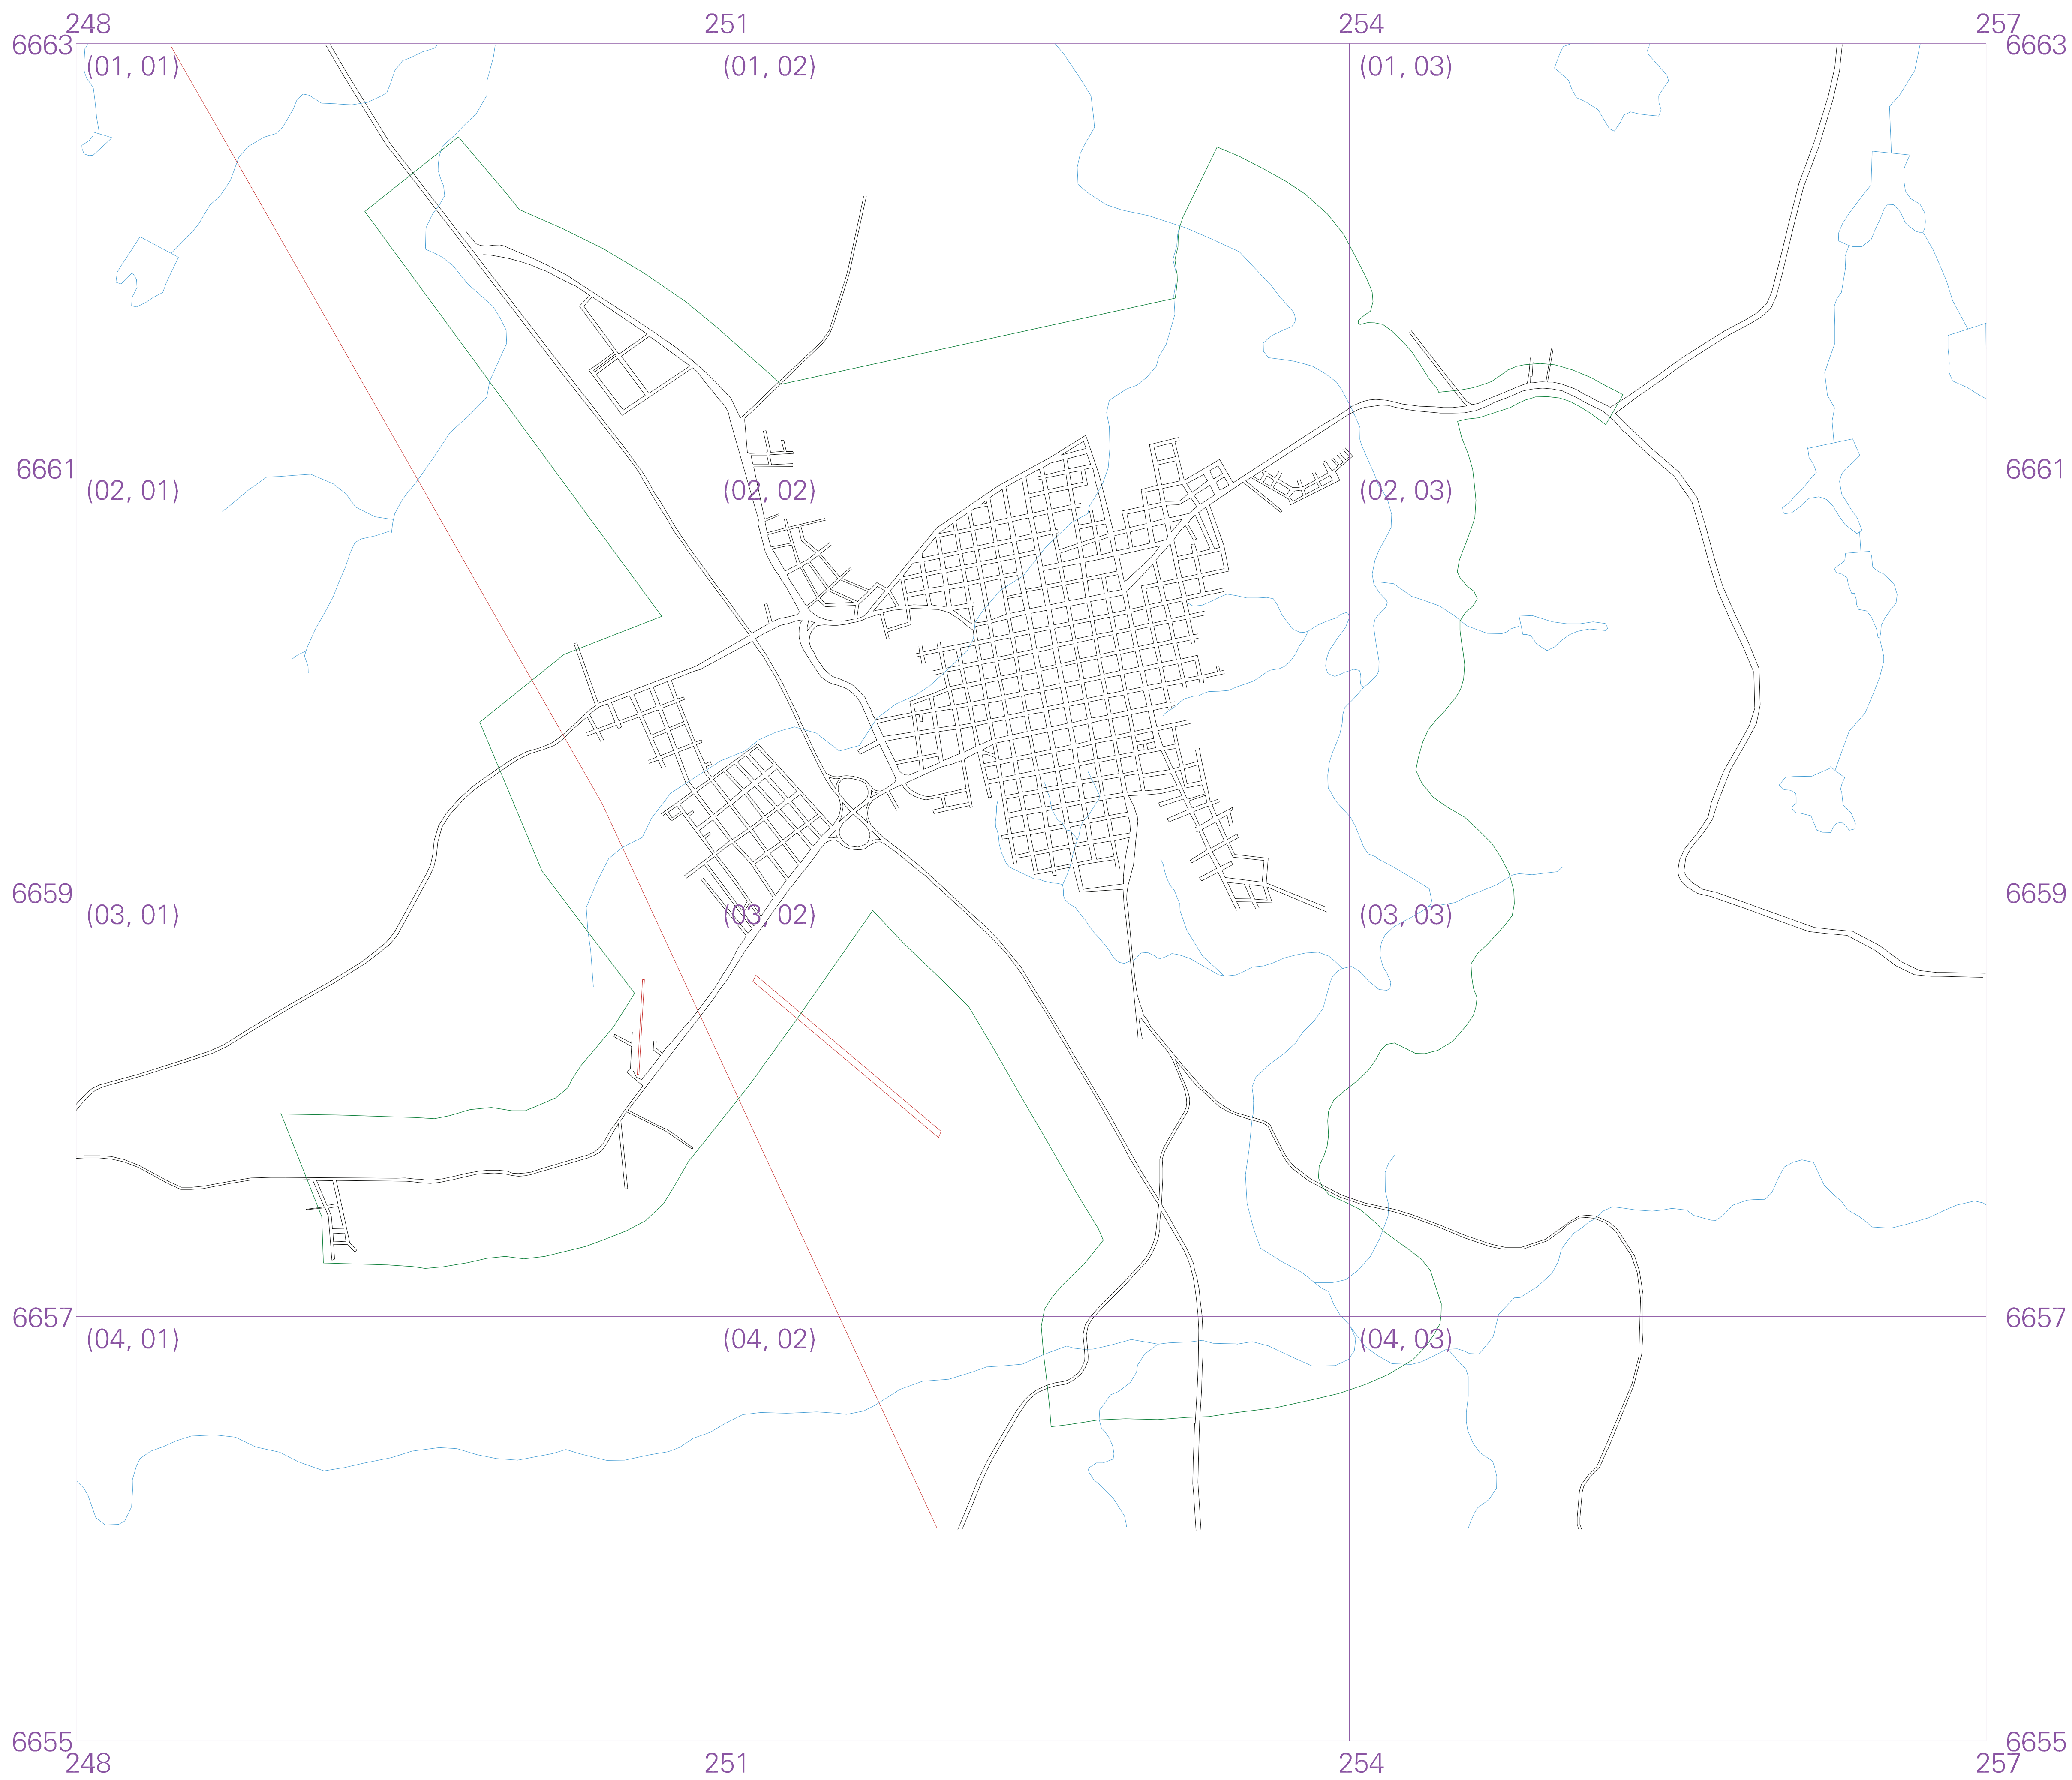 248 251 254 257
6663 6663
(01, 01) (01, 02) (01, 03)
6661 6661
(02, 01) (02, 02) (02, 03)
6659 6659
(03, 01) (03, 02) (03, 03)
6657 6657
(04, 01) (04, 02) (04, 03)
6655 6655
248 251 254 257